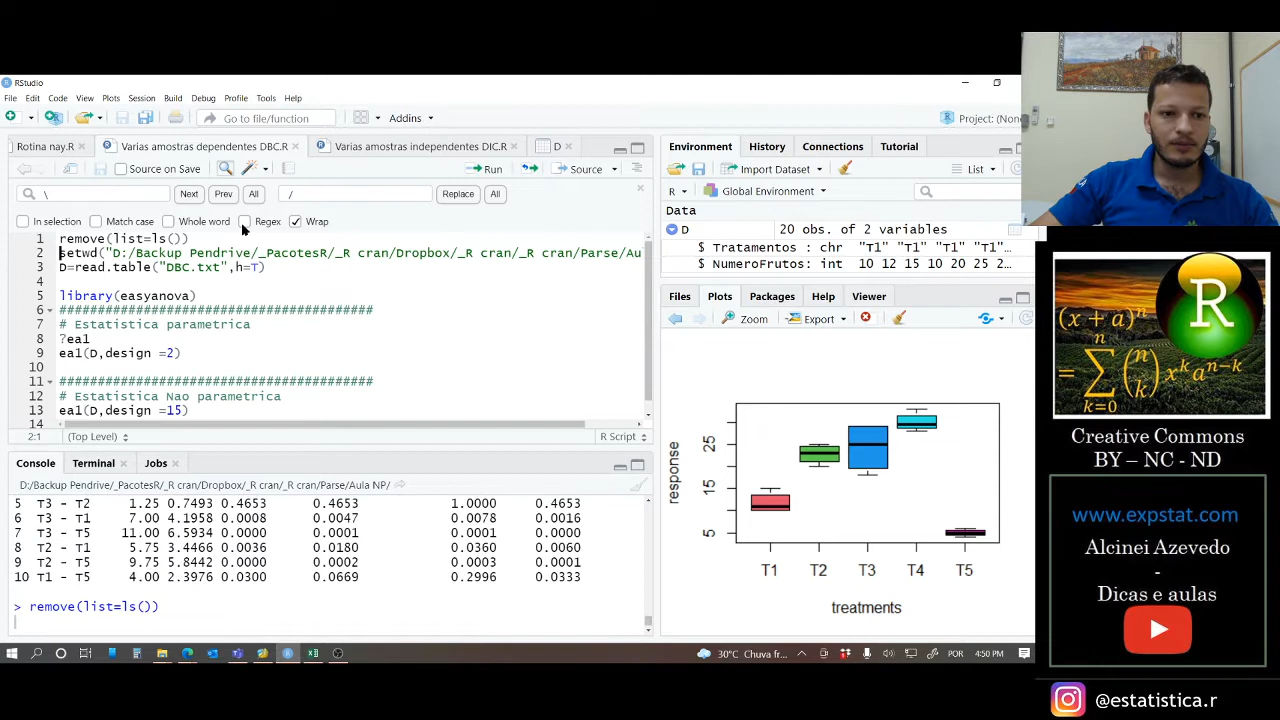 RStudio
File Edit Code View Plots Session Build Debug Profile Tools Help
Go to file/function
Addins
Project: (None
Rotina nay.R
Varias amostras dependentes DBC.R
Varias amostras independentes DIC.R
D
Source on Save
Run
Source
\
Next
Prev
All
/
Replace
All
In selection
Match case
Whole word
Regex
Wrap
1 remove(list=ls())
2 setwd("D:/Backup Pendrive/_PacotesR/_R cran/Dropbox/_R cran/_R cran/Parse/Au
3 D=read.table("DBC.txt",h=T)
4
5 library(easyanova)
6 ########################################
7 # Estatistica parametrica
8 ?ea1
9 ea1(D,design =2)
10
11 ########################################
12 # Estatistica Nao parametrica
13 ea1(D,design =15)
14
2:1 (Top Level) R Script
Console Terminal Jobs
D:/Backup Pendrive/_PacotesR/_R cran/Dropbox/_R cran/_R cran/Parse/Aula NP/
5 T3 - T2 1.25 0.7493 0.4653 0.4653 1.0000 0.4653
6 T3 - T1 7.00 4.1958 0.0008 0.0047 0.0078 0.0016
7 T3 - T5 11.00 6.5934 0.0000 0.0001 0.0001 0.0000
8 T2 - T1 5.75 3.4466 0.0036 0.0180 0.0360 0.0060
9 T2 - T5 9.75 5.8442 0.0000 0.0002 0.0003 0.0001
10 T1 - T5 4.00 2.3976 0.0300 0.0669 0.2996 0.0333
> remove(list=ls())
Environment History Connections Tutorial
Import Dataset
List
R
Global Environment
Data
D 20 obs. of 2 variables
$ Tratamentos : chr "T1" "T1" "T1" "T1"…
$ NumeroFrutos: int 10 12 15 10 20 25 2…
Files Plots Packages Help Viewer
Zoom
Export
response
25
15
5
T1 T2 T3 T4 T5
treatments
30°C Chuva fr...
POR
4:50 PM
R
(x + a)^n
= ∑ k=0 n (n k) x^k a^{n−k}
Creative Commons
BY – NC - ND
www.expstat.com
Alcinei Azevedo
-
Dicas e aulas
@estatistica.r